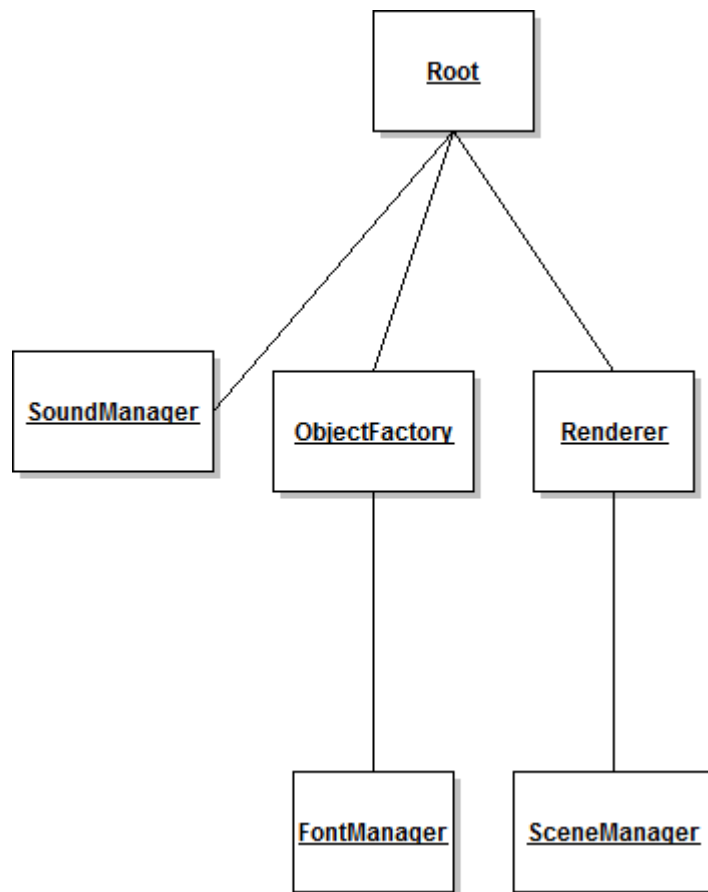 Root
SoundManager
ObjectFactory
Renderer
FontManager
SceneManager